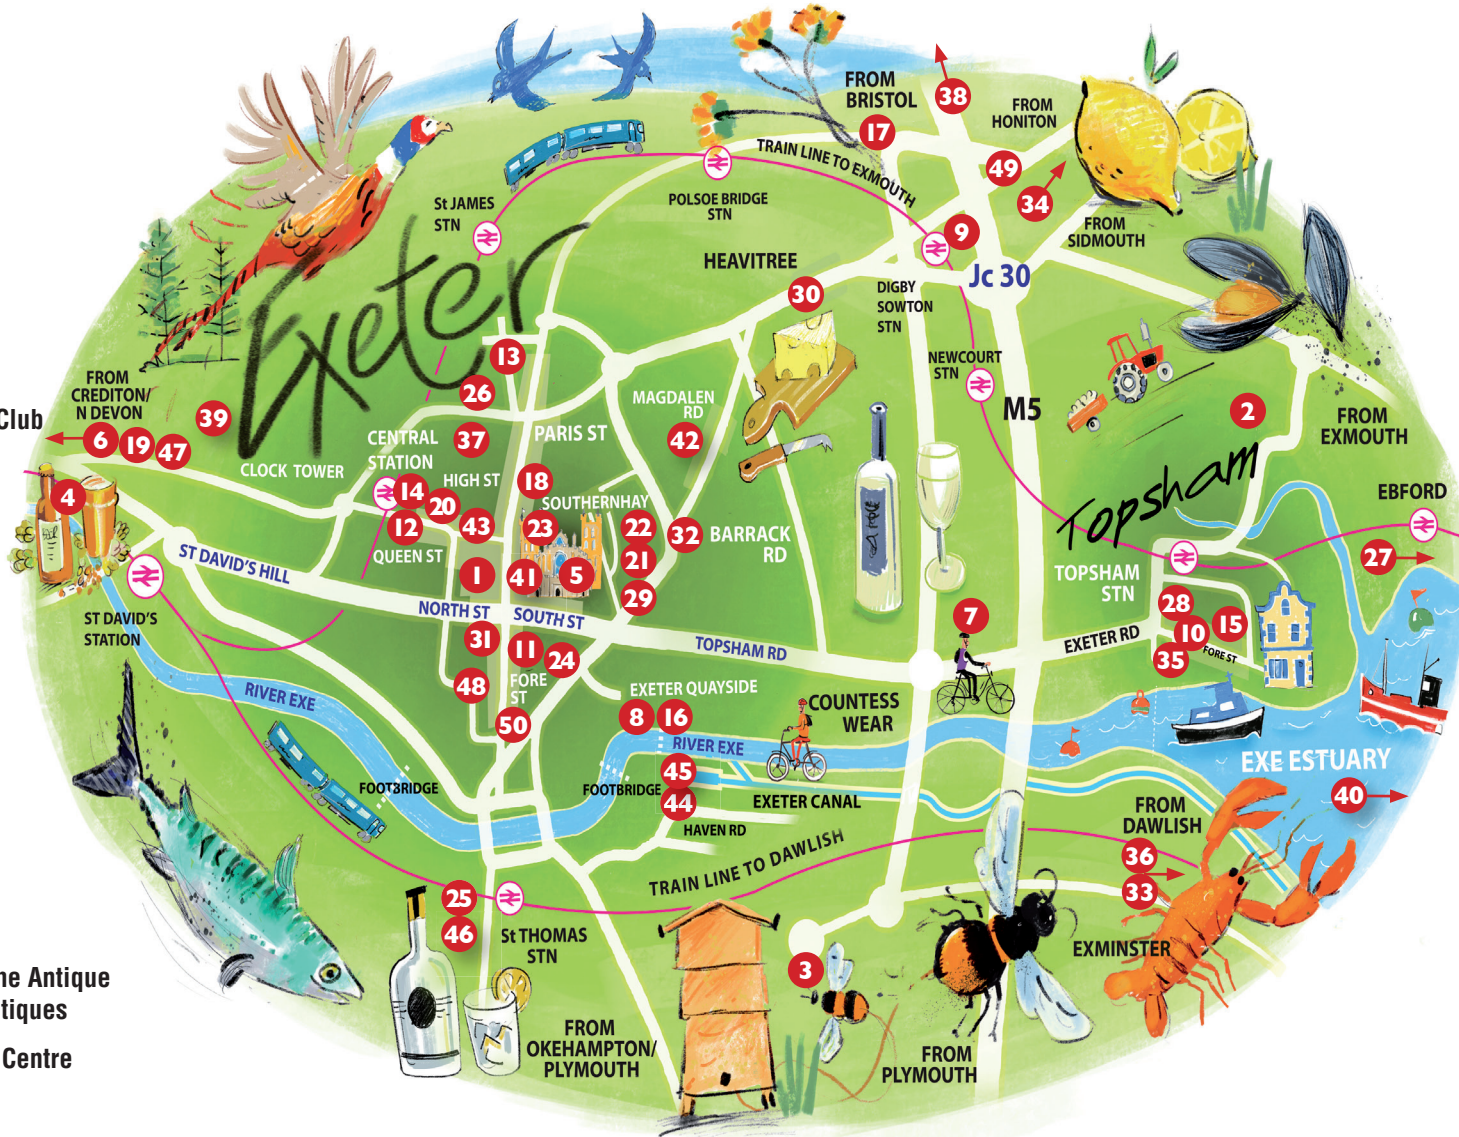 FROM
BRISTOL
38
17
FROM
HONITON
TRAIN LINE TO EXMOUTH
49
34
POLSOE BRIDGE
STN
St JAMES
STN
FROM
SIDMOUTH
9
Exeter
HEAVITREE
Jc 30
30
DIGBY
SOWTON
STN
13
NEWCOURT
STN
FROM
CREDITON/
N DEVON
26
MAGDALEN
RD
M5
2
FROM
EXMOUTH
Club
39
6
19
47
37
PARIS ST
42
CENTRAL
STATION
CLOCK TOWER
HIGH ST
18
4
14
20
SOUTHERNHAY
Topsham
EBFORD
12
43
23
22
32
BARRACK
RD
QUEEN ST
21
27
ST DAVID'S HILL
1
41
5
TOPSHAM
STN
29
28
NORTH ST
SOUTH ST
7
15
ST DAVID'S
STATION
31
11
24
TOPSHAM RD
EXETER RD
10
35
FORE ST
48
FORE
ST
EXETER QUAYSIDE
RIVER EXE
50
8
16
COUNTESS
WEAR
RIVER EXE
EXE ESTUARY
45
FOOTBRIDGE
FOOTBRIDGE
44
EXETER CANAL
40
HAVEN RD
FROM
DAWLISH
TRAIN LINE TO DAWLISH
36
33
25
46
St THOMAS
STN
EXMINSTER
3
ne Antique
tiques
FROM
OKEHAMPTON/
PLYMOUTH
FROM
PLYMOUTH
Centre